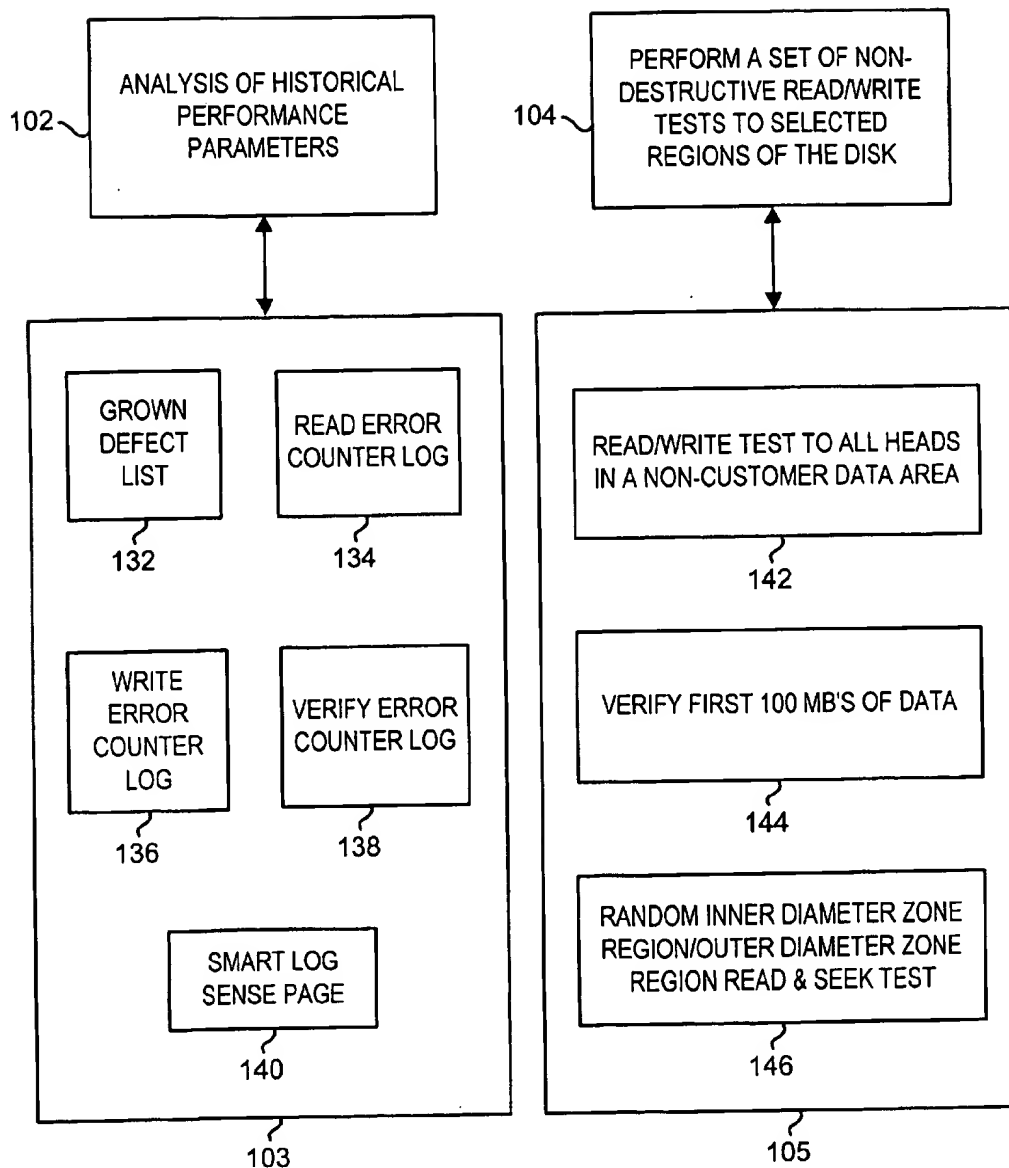 102
ANALYSIS OF HISTORICAL
PERFORMANCE
PARAMETERS
104
PERFORM A SET OF NON-
DESTRUCTIVE READ/WRITE
TESTS TO SELECTED
REGIONS OF THE DISK
GROWN
DEFECT
LIST
132
READ ERROR
COUNTER LOG
134
WRITE
ERROR
COUNTER
LOG
136
VERIFY ERROR
COUNTER LOG
138
SMART LOG
SENSE PAGE
140
103
READ/WRITE TEST TO ALL HEADS
IN A NON-CUSTOMER DATA AREA
142
VERIFY FIRST 100 MB'S OF DATA
144
RANDOM INNER DIAMETER ZONE
REGION/OUTER DIAMETER ZONE
REGION READ & SEEK TEST
146
105